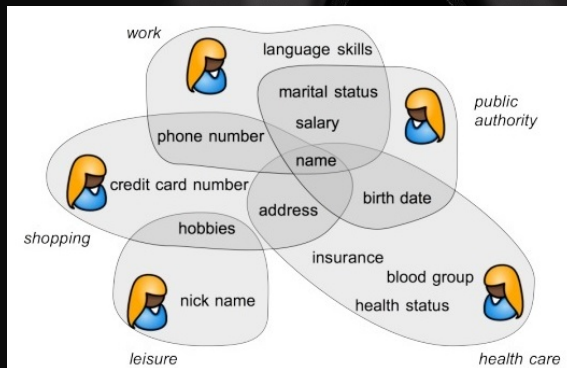 work
language skills
marital status
public
authority
salary
phone number
name
credit card number
birth date
address
hobbies
shopping
insurance
blood group
nick name
health status
leisure
health care